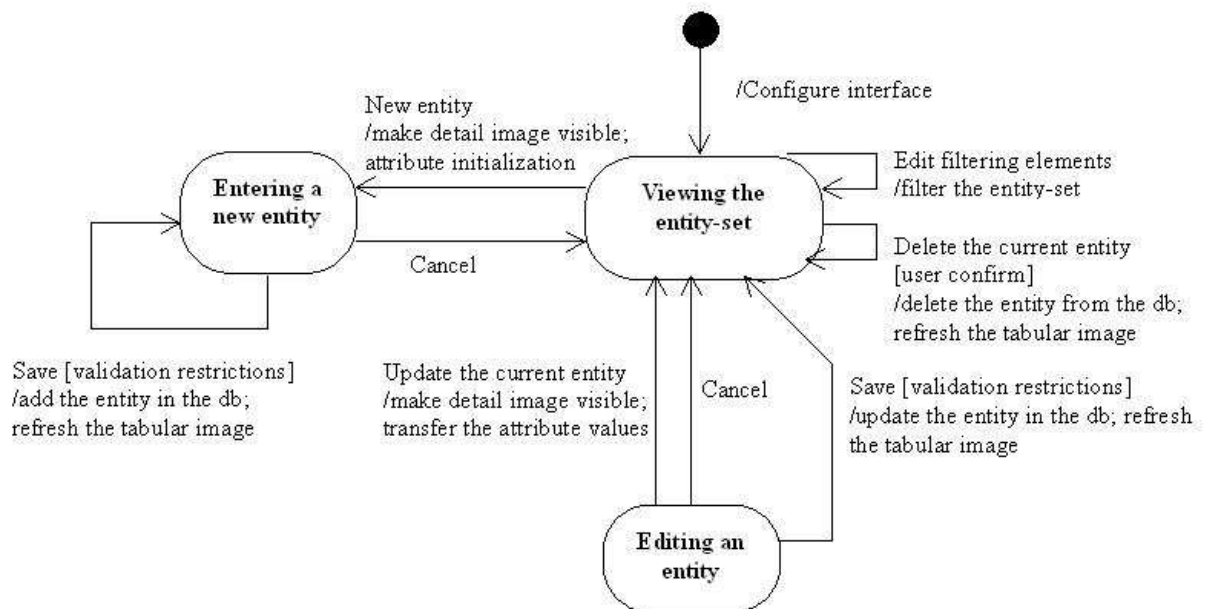 /Configure interface
New entity
/make detail image visible;
attribute initialization
Entering a
new entity
Viewing the
entity-set
Edit filtering elements
/filter the entity-set
Cancel
Delete the current entity
[user confirm]
/delete the entity from the db;
refresh the tabular image
Save [validation restrictions]
/add the entity in the db;
refresh the tabular image
Update the current entity
/make detail image visible;
transfer the attribute values
Cancel
Save [validation restrictions]
/update the entity in the db; refresh
the tabular image
Editing an
entity